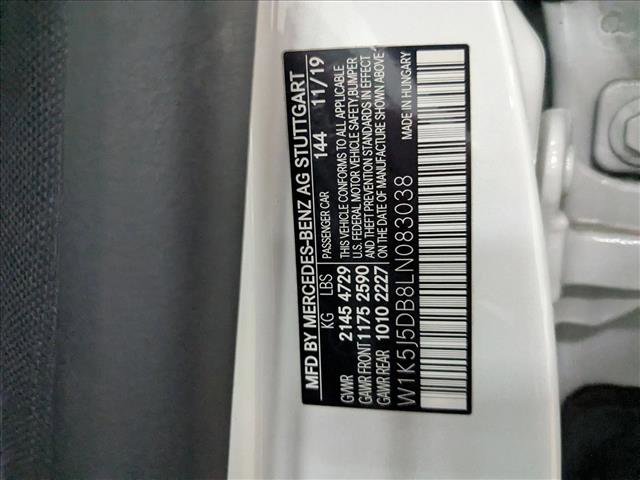 MFD BY MERCEDES-BENZ AG STUTTGART
KG LBS PASSENGER CAR 144 11/19
GVWR 2145 4729 THIS VEHICLE CONFORMS TO ALL APPLICABLE
U.S. FEDERAL MOTOR VEHICLE SAFETY, BUMPER
GAWR FRONT 1175 2590 AND THEFT PREVENTION STANDARDS IN EFFECT
GAWR REAR 1010 2227 ON THE DATE OF MANUFACTURE SHOWN ABOVE
W1K5J5DB8LN083038 MADE IN HUNGARY